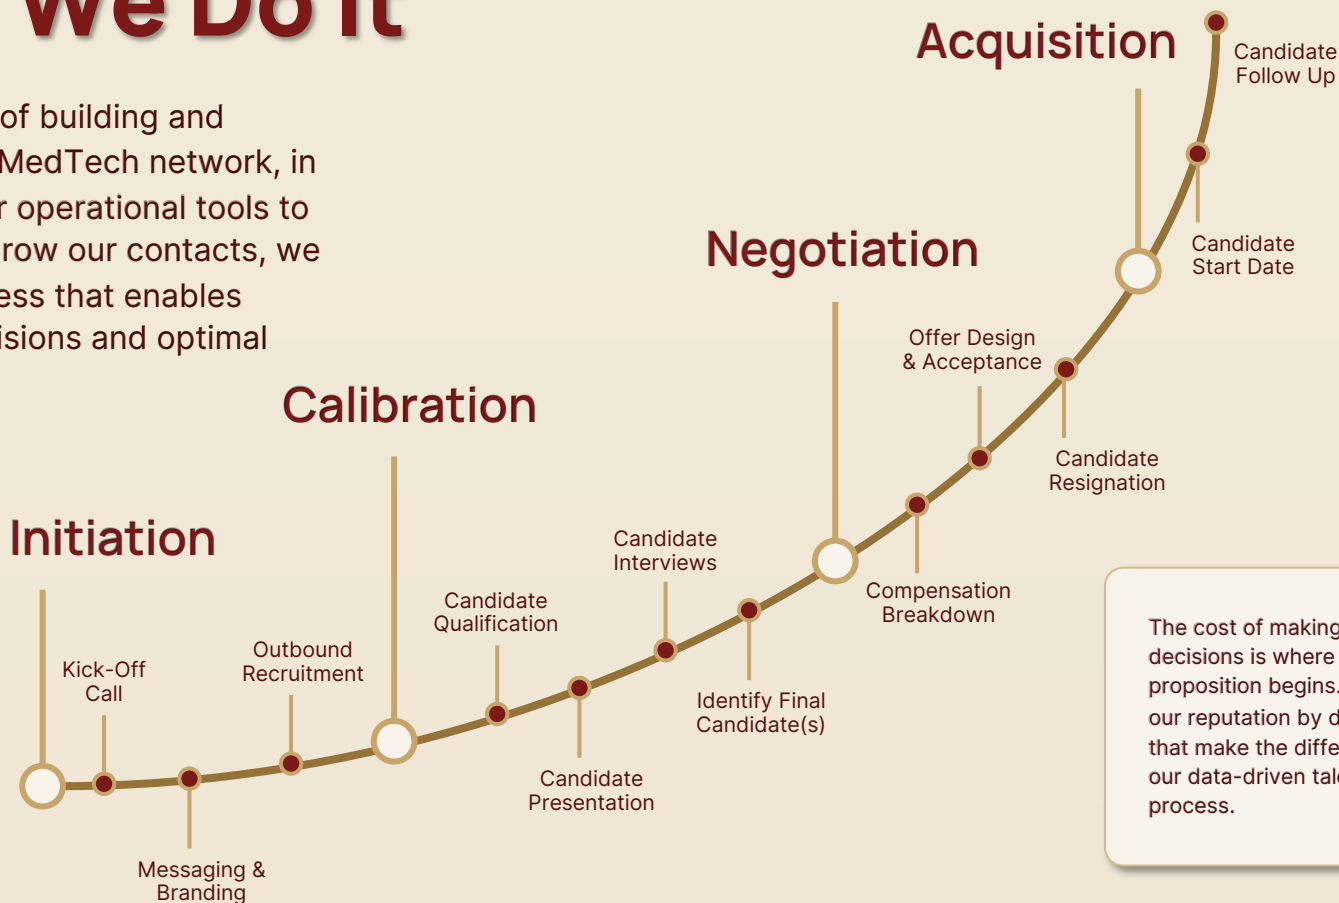 We Do It
of building and
MedTech network, in
r operational tools to
row our contacts, we
ess that enables
isions and optimal
Initiation
Kick-Off
Call
Messaging &
Branding
Outbound
Recruitment
Calibration
Candidate
Qualification
Candidate
Presentation
Candidate
Interviews
Identify Final
Candidate(s)
Negotiation
Compensation
Breakdown
Offer Design
& Acceptance
Candidate
Resignation
Acquisition
Candidate
Start Date
Candidate
Follow Up
The cost of making
decisions is where
proposition begins.
our reputation by d
that make the diffe
our data-driven tal
process.